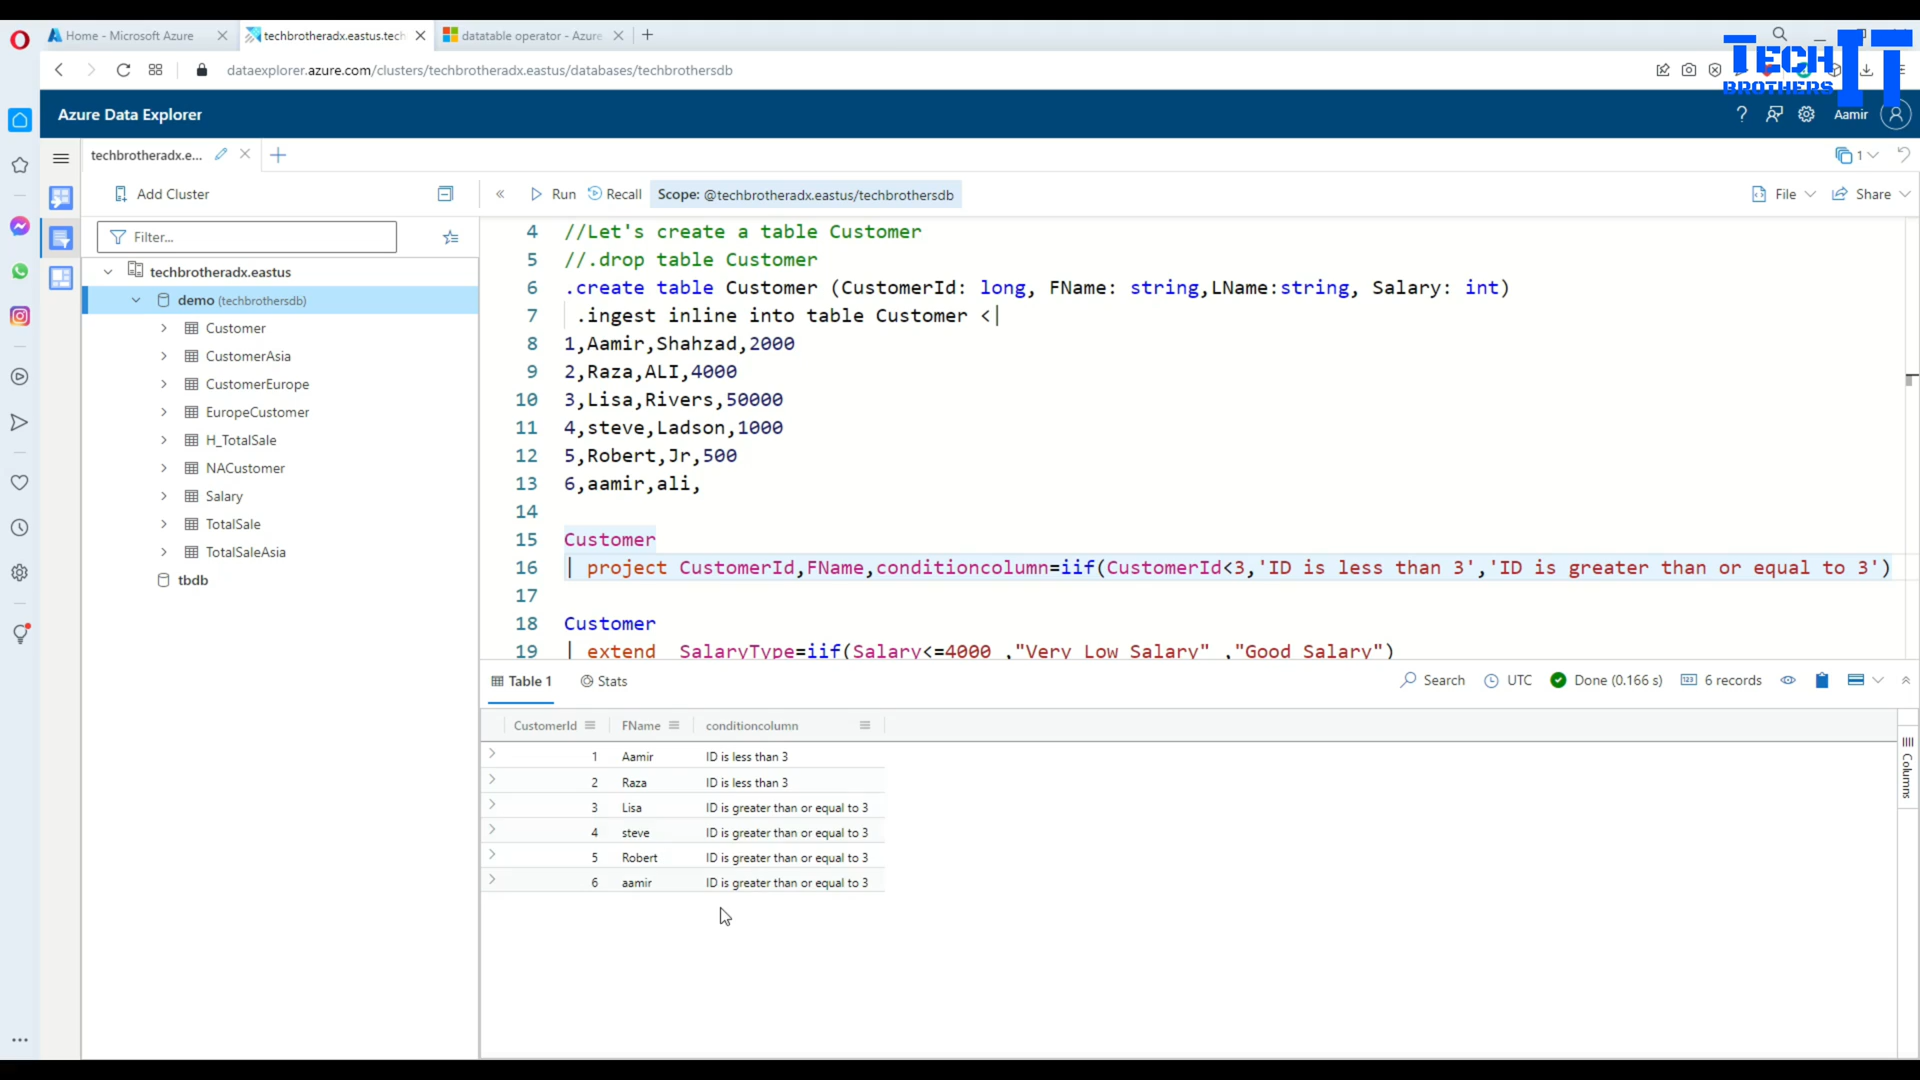 Home - Microsoft Azure
techbrotheradx.eastus.tech
datatable operator - Azure
dataexplorer.azure.com/clusters/techbrotheradx.eastus/databases/techbrothersdb
TECH
BROTHERS
IT
Azure Data Explorer
? Aamir
techbrotheradx.e...
1
Add Cluster
Run
Recall
Scope: @techbrotheradx.eastus/techbrothersdb
File
Share
Filter...
techbrotheradx.eastus
demo (techbrothersdb)
Customer
CustomerAsia
CustomerEurope
EuropeCustomer
H_TotalSale
NACustomer
Salary
TotalSale
TotalSaleAsia
tbdb
4 //Let's create a table Customer
5 //.drop table Customer
6 .create table Customer (CustomerId: long, FName: string,LName:string, Salary: int)
7 .ingest inline into table Customer <|
8 1,Aamir,Shahzad,2000
9 2,Raza,ALI,4000
10 3,Lisa,Rivers,50000
11 4,steve,Ladson,1000
12 5,Robert,Jr,500
13 6,aamir,ali,
14
15 Customer
16 | project CustomerId,FName,conditioncolumn=iif(CustomerId<3,'ID is less than 3','ID is greater than or equal to 3')
17
18 Customer
19 | extend SalaryType=iif(Salary<=4000 ,"Very Low Salary" ,"Good Salary")
Table 1
Stats
Search
UTC
Done (0.166 s)
6 records
CustomerId FName conditioncolumn
1 Aamir ID is less than 3
2 Raza ID is less than 3
3 Lisa ID is greater than or equal to 3
4 steve ID is greater than or equal to 3
5 Robert ID is greater than or equal to 3
6 aamir ID is greater than or equal to 3
Columns